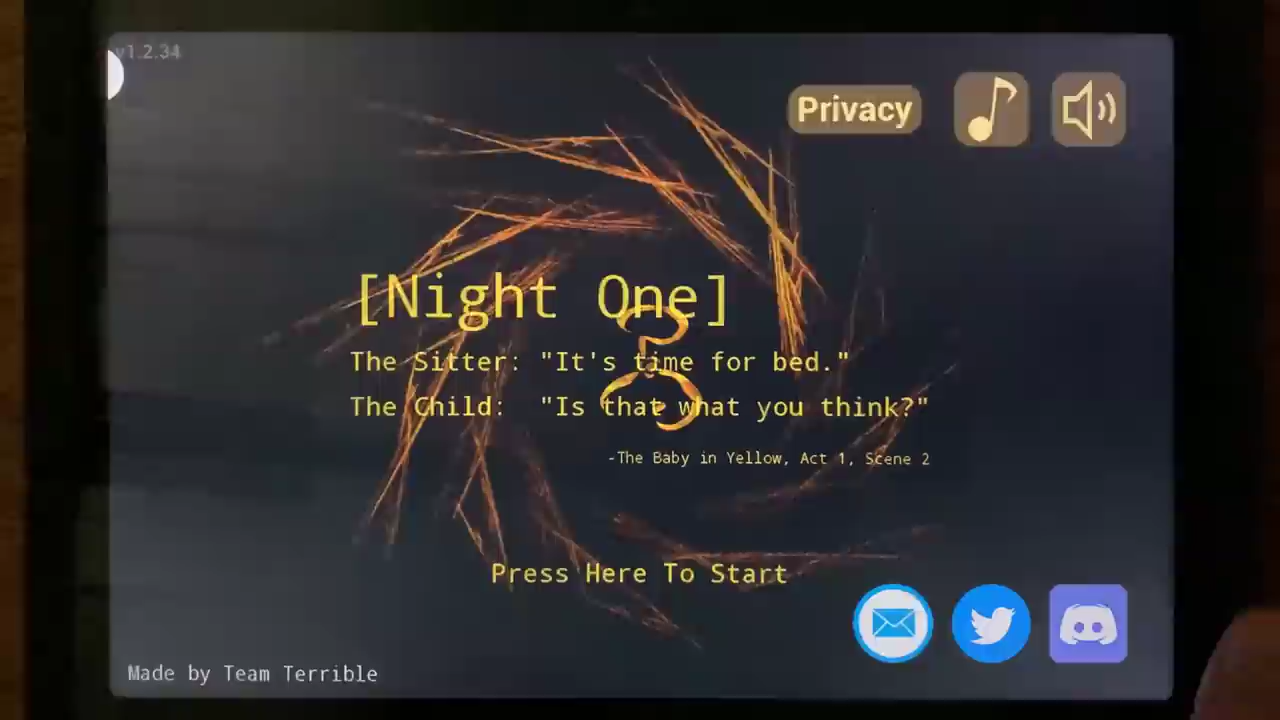 v1.2.34
Privacy
[Night One]
The Sitter: "It's time for bed."
The Child: "Is that what you think?"
-The Baby in Yellow, Act 1, Scene 2
Press Here To Start
Made by Team Terrible